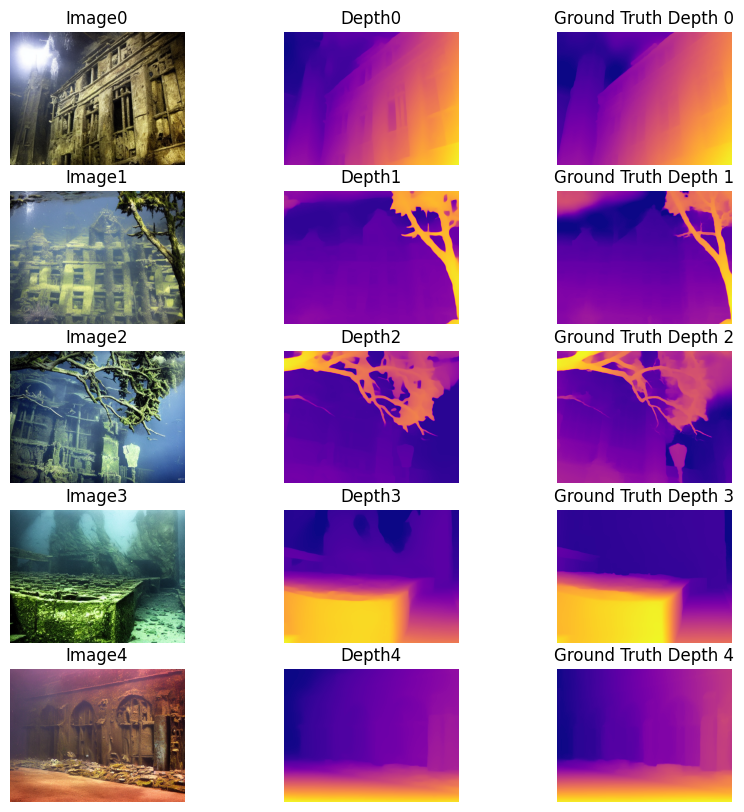 Image0 Depth0 Ground Truth Depth 0
Image1 Depth1 Ground Truth Depth 1
Image2 Depth2 Ground Truth Depth 2
Image3 Depth3 Ground Truth Depth 3
Image4 Depth4 Ground Truth Depth 4